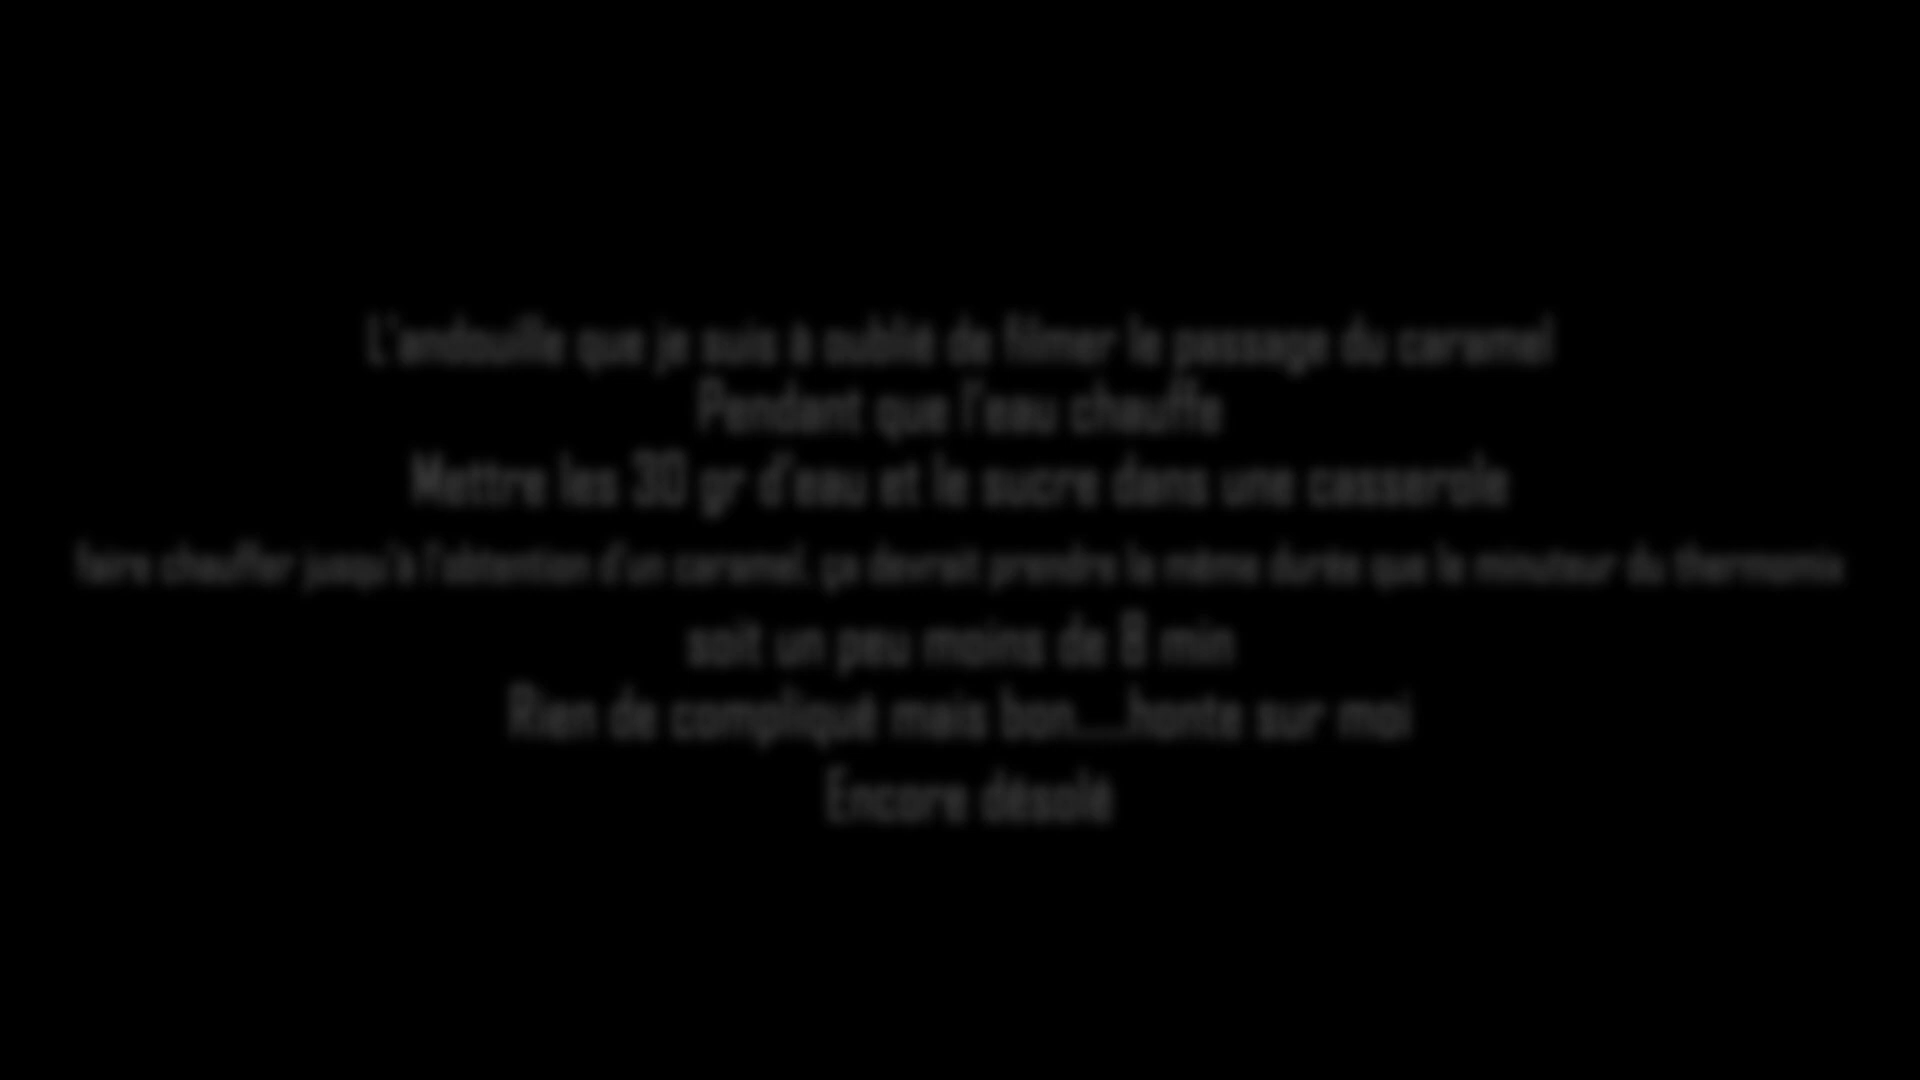 L'andouille que je suis à oublié de filmer le passage du caramel
Pendant que l'eau chauffe
Mettre les 30 gr d'eau et le sucre dans une casserole
faire chauffer jusqu'à l'obtention d'un caramel, ça devrait prendre la même durée que le minuteur du thermomix
soit un peu moins de 8 min
Rien de compliqué mais bon.....honte sur moi
Encore désolé